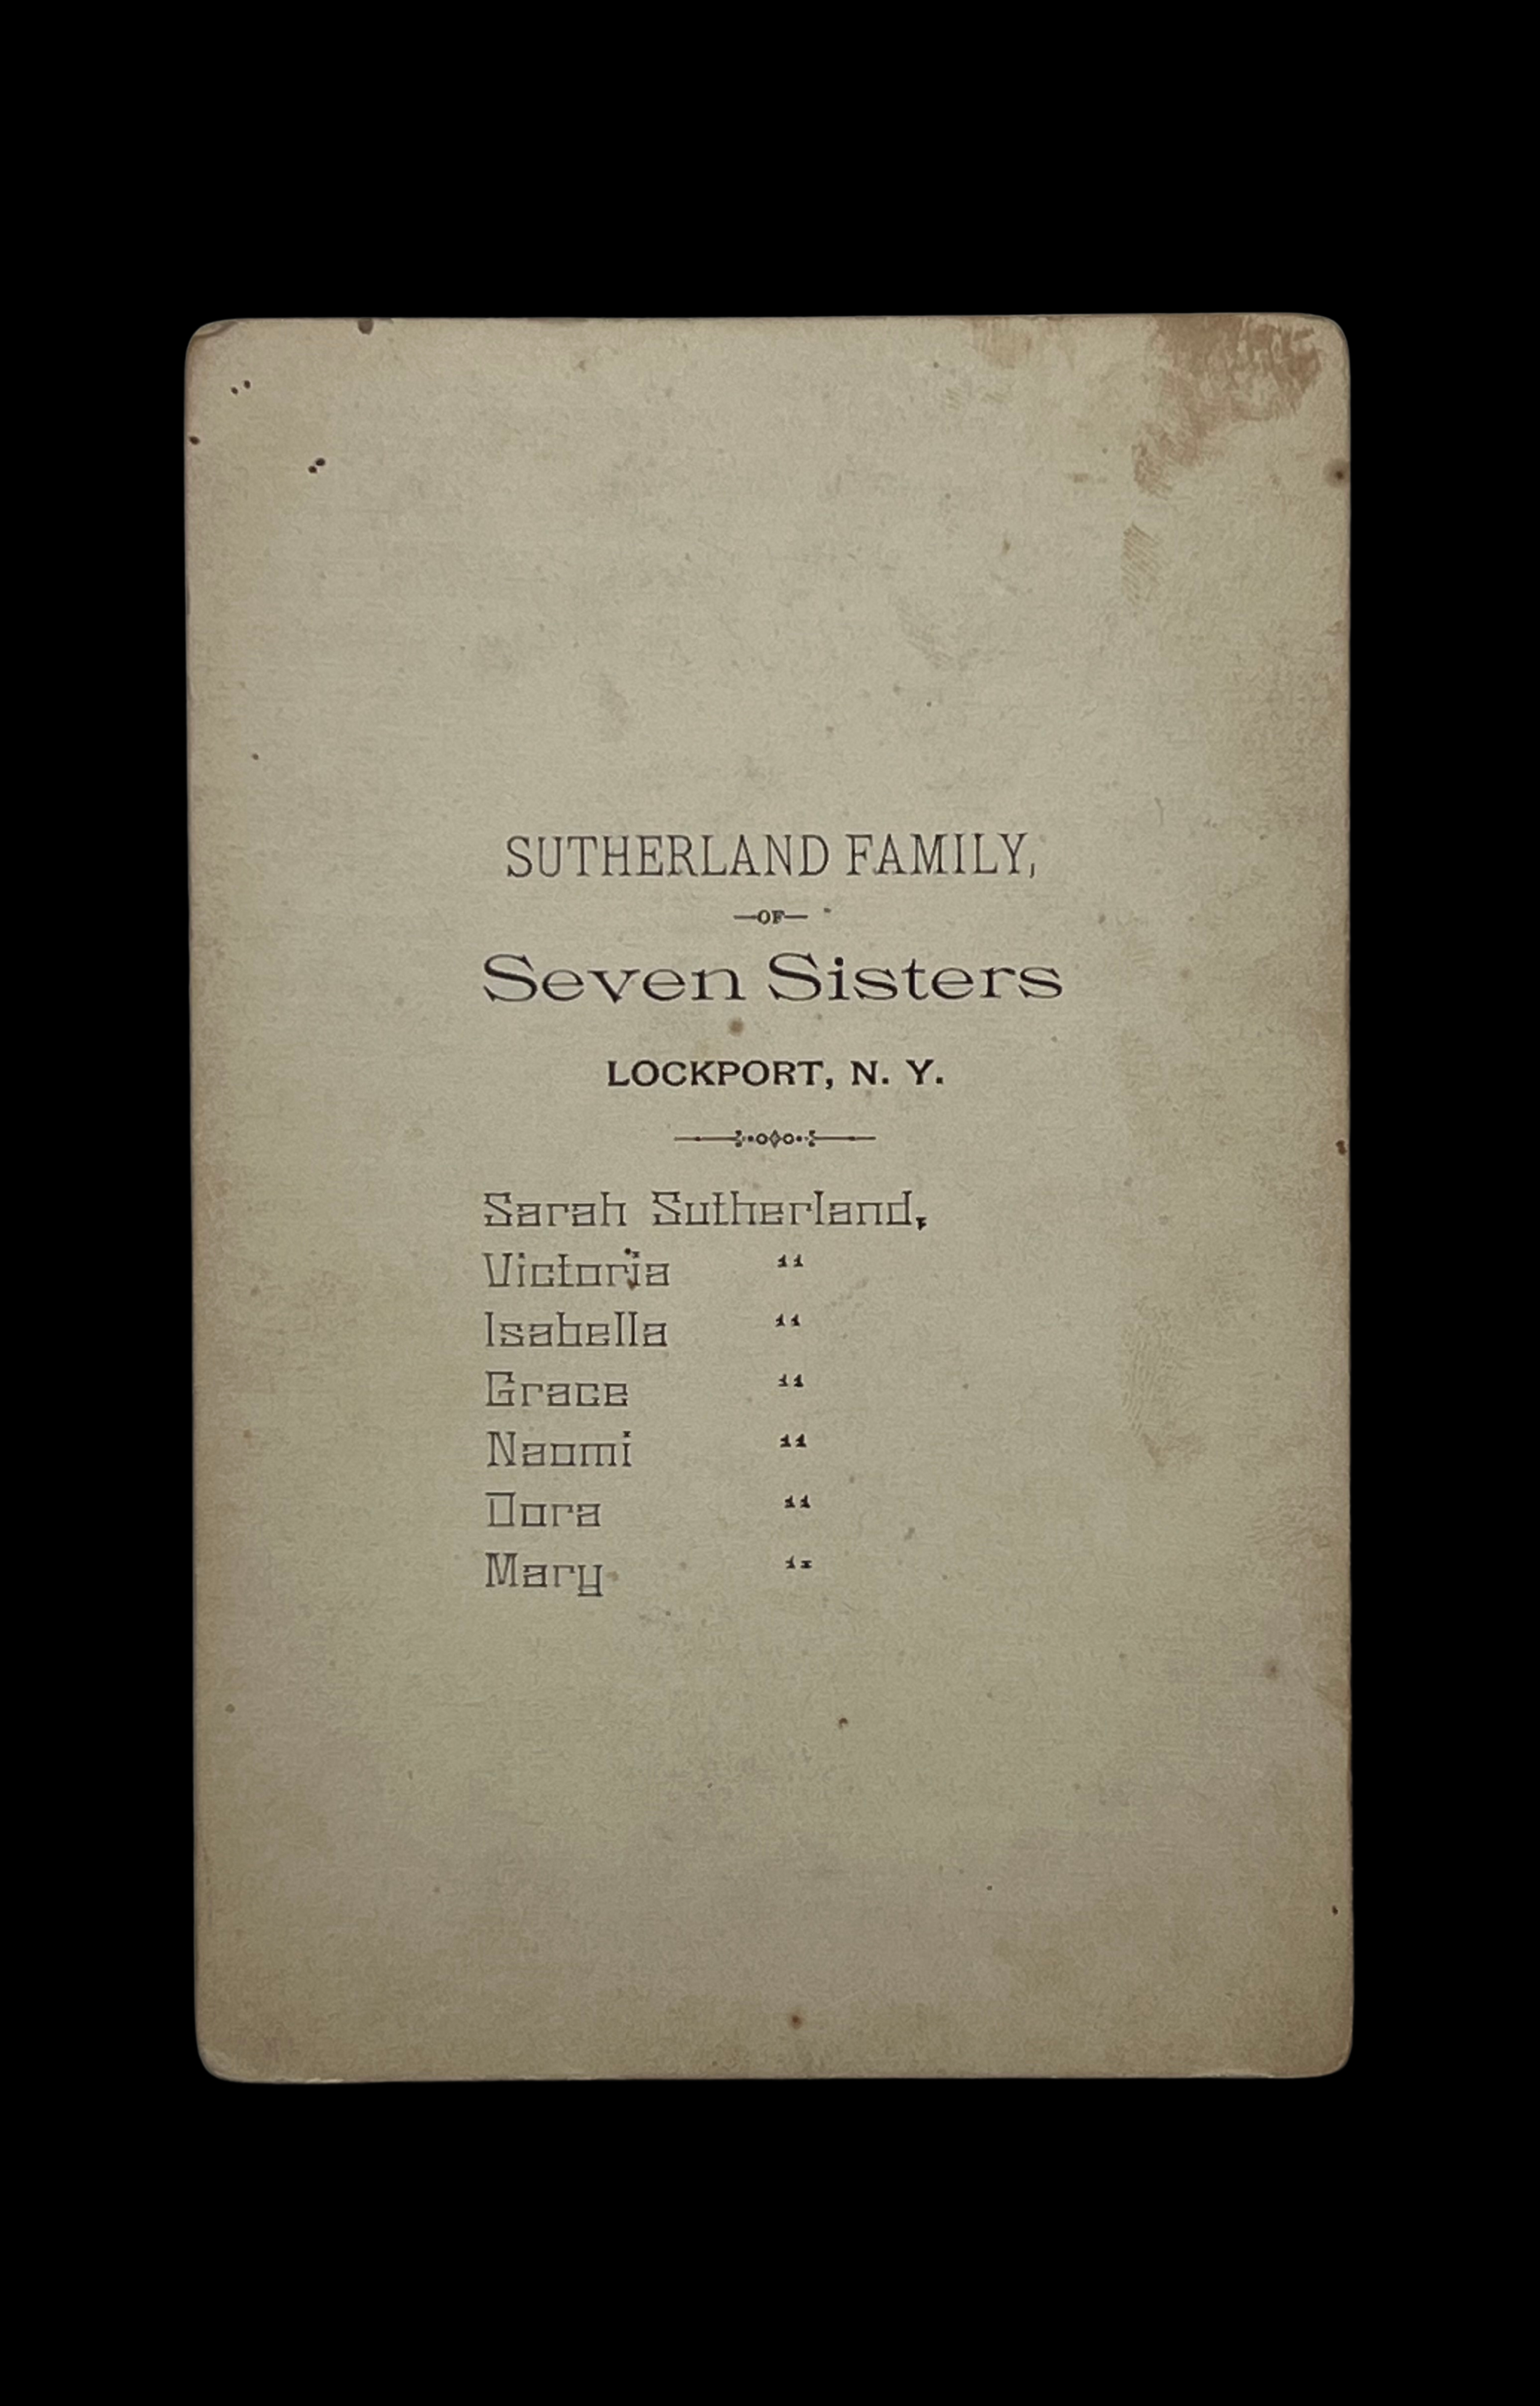 SUTHERLAND FAMILY,
—OF—
Seven Sisters
LOCKPORT, N. Y.
Sarah Sutherland,
Victoria "
Isabella "
Grace "
Naomi "
Dora "
Mary "